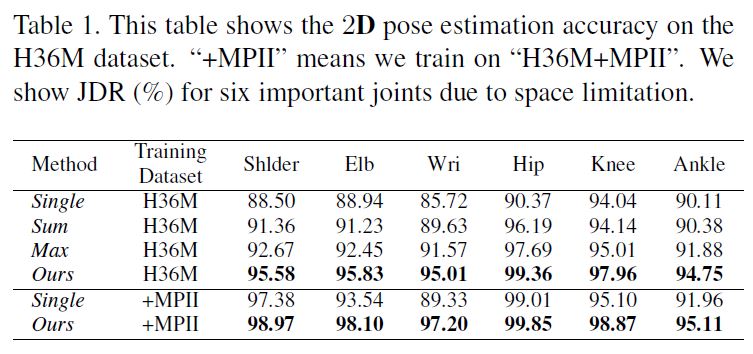 Table 1. This table shows the 2D pose estimation accuracy on the
H36M dataset. “+MPII” means we train on “H36M+MPII”. We
show JDR (%) for six important joints due to space limitation.
Method Training Dataset Shlder Elb Wri Hip Knee Ankle
Single H36M 88.50 88.94 85.72 90.37 94.04 90.11
Sum H36M 91.36 91.23 89.63 96.19 94.14 90.38
Max H36M 92.67 92.45 91.57 97.69 95.01 91.88
Ours H36M 95.58 95.83 95.01 99.36 97.96 94.75
Single +MPII 97.38 93.54 89.33 99.01 95.10 91.96
Ours +MPII 98.97 98.10 97.20 99.85 98.87 95.11